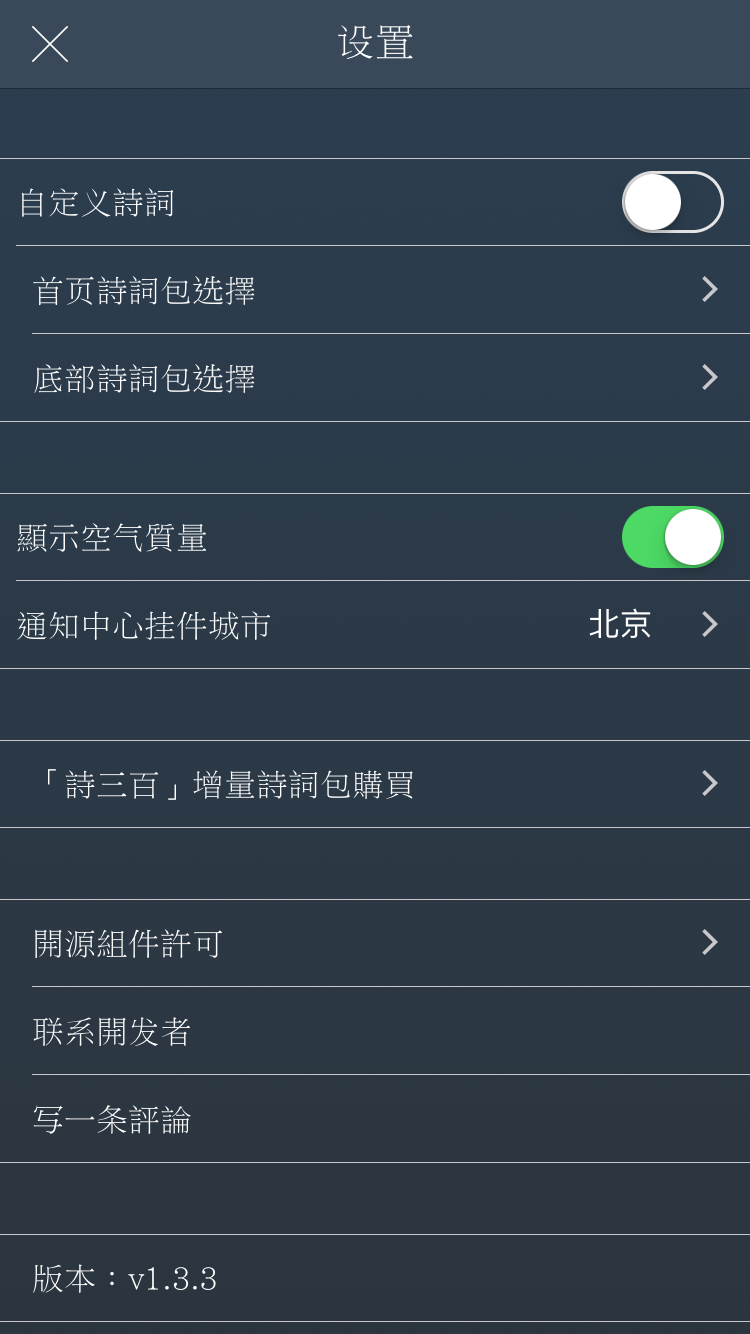 设置
自定义詩詞
首页詩詞包选擇
底部詩詞包选擇
顯示空气質量
通知中心挂件城市 北京
「詩三百」增量詩詞包購買
開源組件許可
联系開发者
写一条評論
版本：v1.3.3